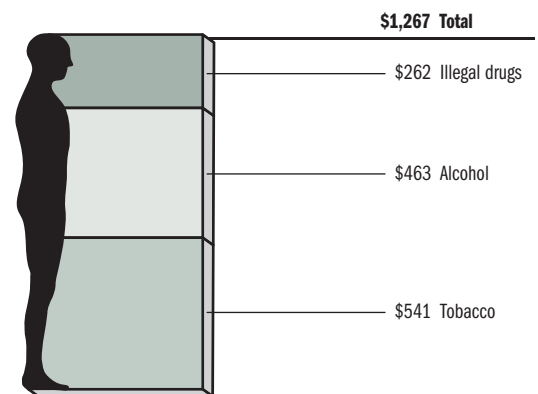 $1,267 Total
$262 Illegal drugs
$463 Alcohol
$541 Tobacco